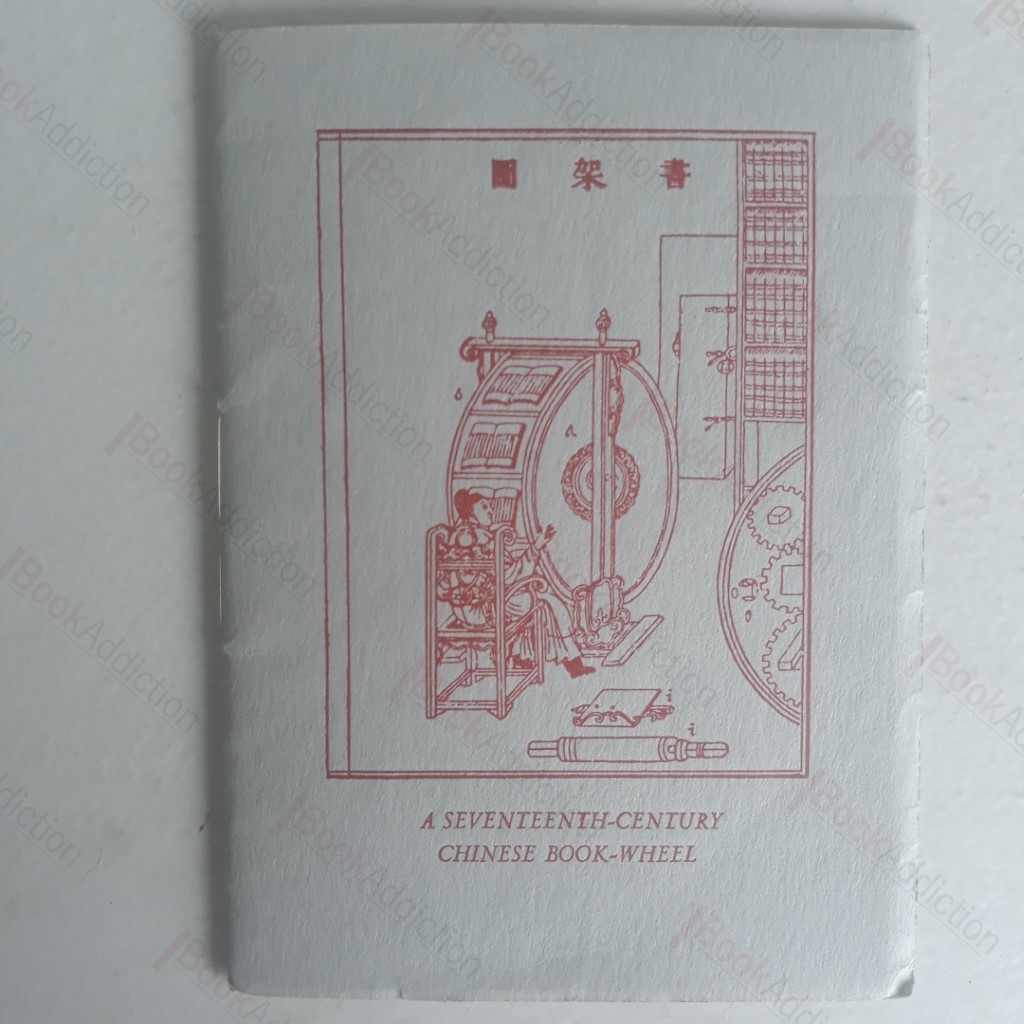 書架圖
i
i
A SEVENTEENTH-CENTURY
CHINESE BOOK-WHEEL
BookAddiction